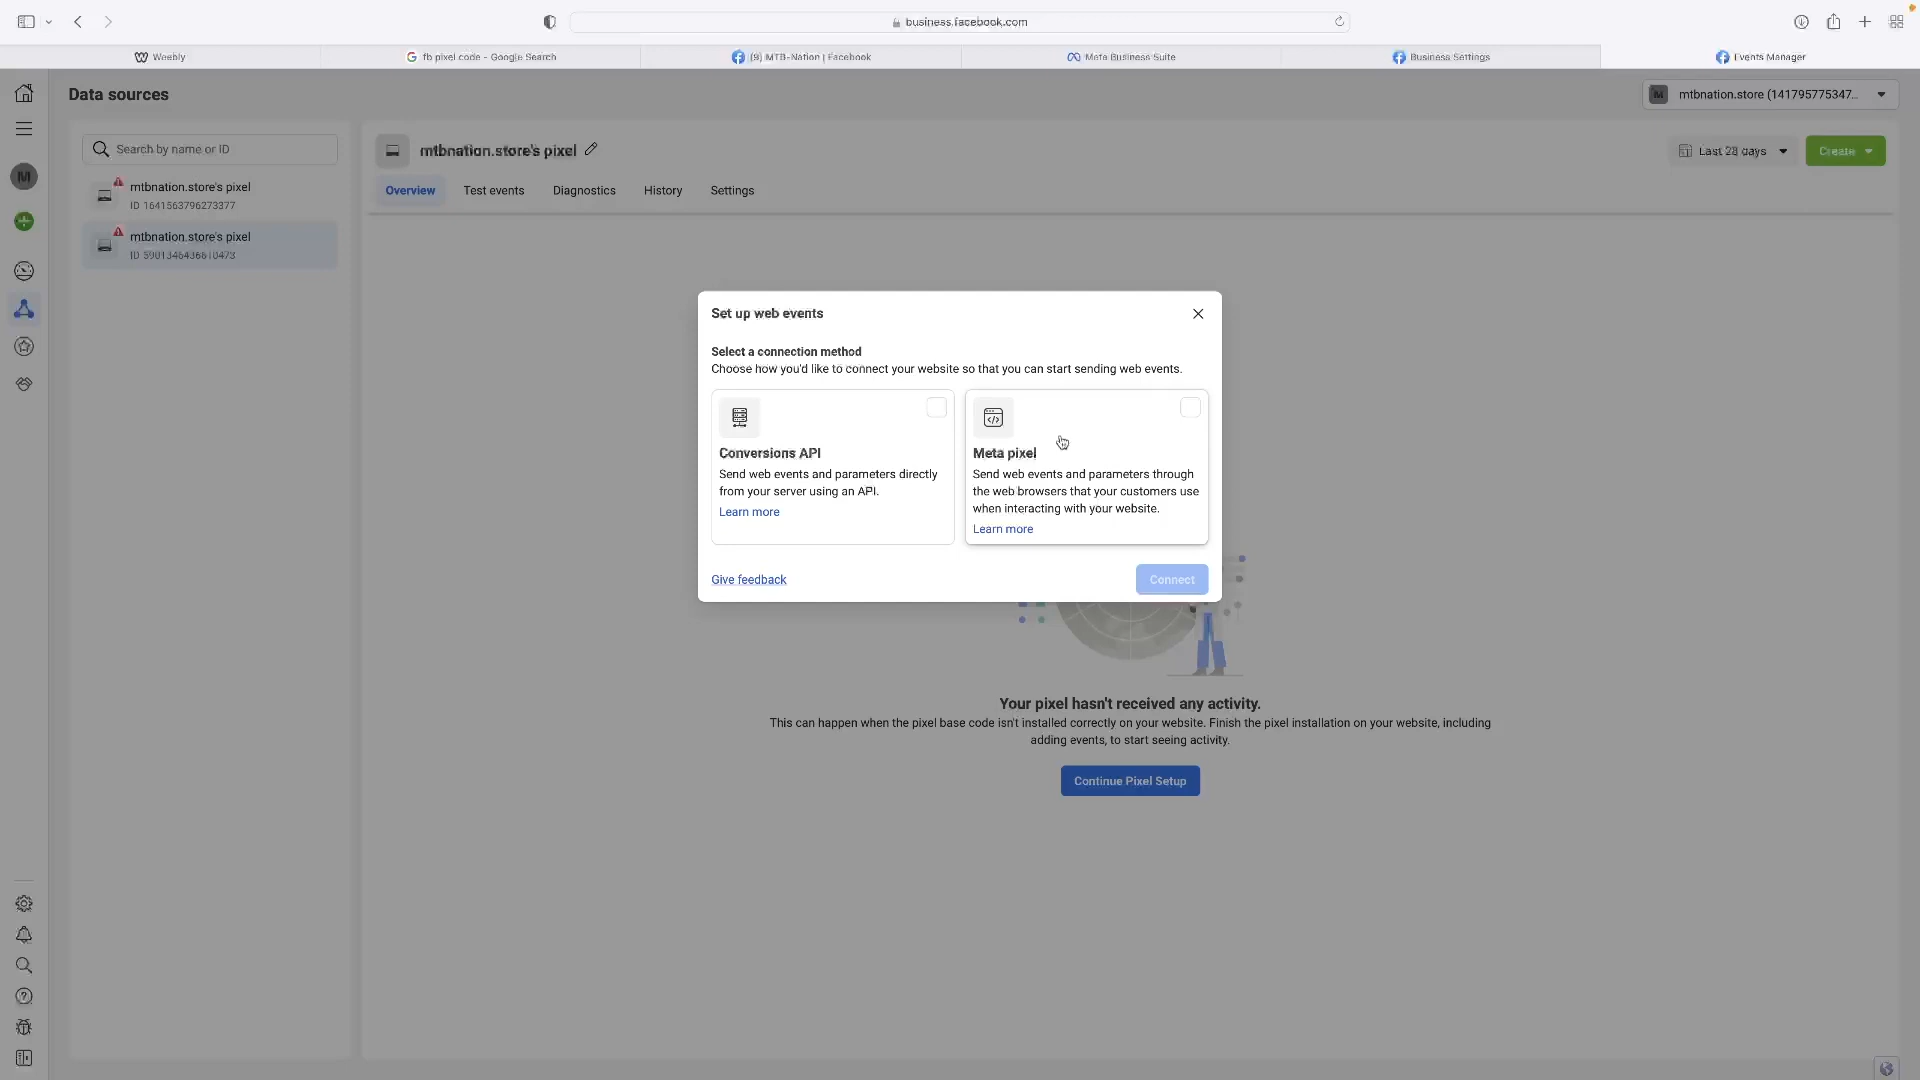 business.facebook.com
Weebly
fb pixel code - Google Search
(9) MTB-Nation | Facebook
Meta Business Suite
Business Settings
Events Manager
Data sources
M
mtbnation.store (141795775347...
Search by name or ID
mtbnation.store's pixel
Last 28 days
Create
M
mtbnation.store's pixel
ID 1641563796273377
Overview
Test events
Diagnostics
History
Settings
mtbnation.store's pixel
Set up web events
Select a connection method
Choose how you'd like to connect your website so that you can start sending web events.
Conversions API
Send web events and parameters directly
from your server using an API.
Learn more
Meta pixel
Send web events and parameters through
the web browsers that your customers use
when interacting with your website.
Learn more
Give feedback
Connect
Your pixel hasn't received any activity.
This can happen when the pixel base code isn't installed correctly on your website. Finish the pixel installation on your website, including
adding events, to start seeing activity.
Continue Pixel Setup